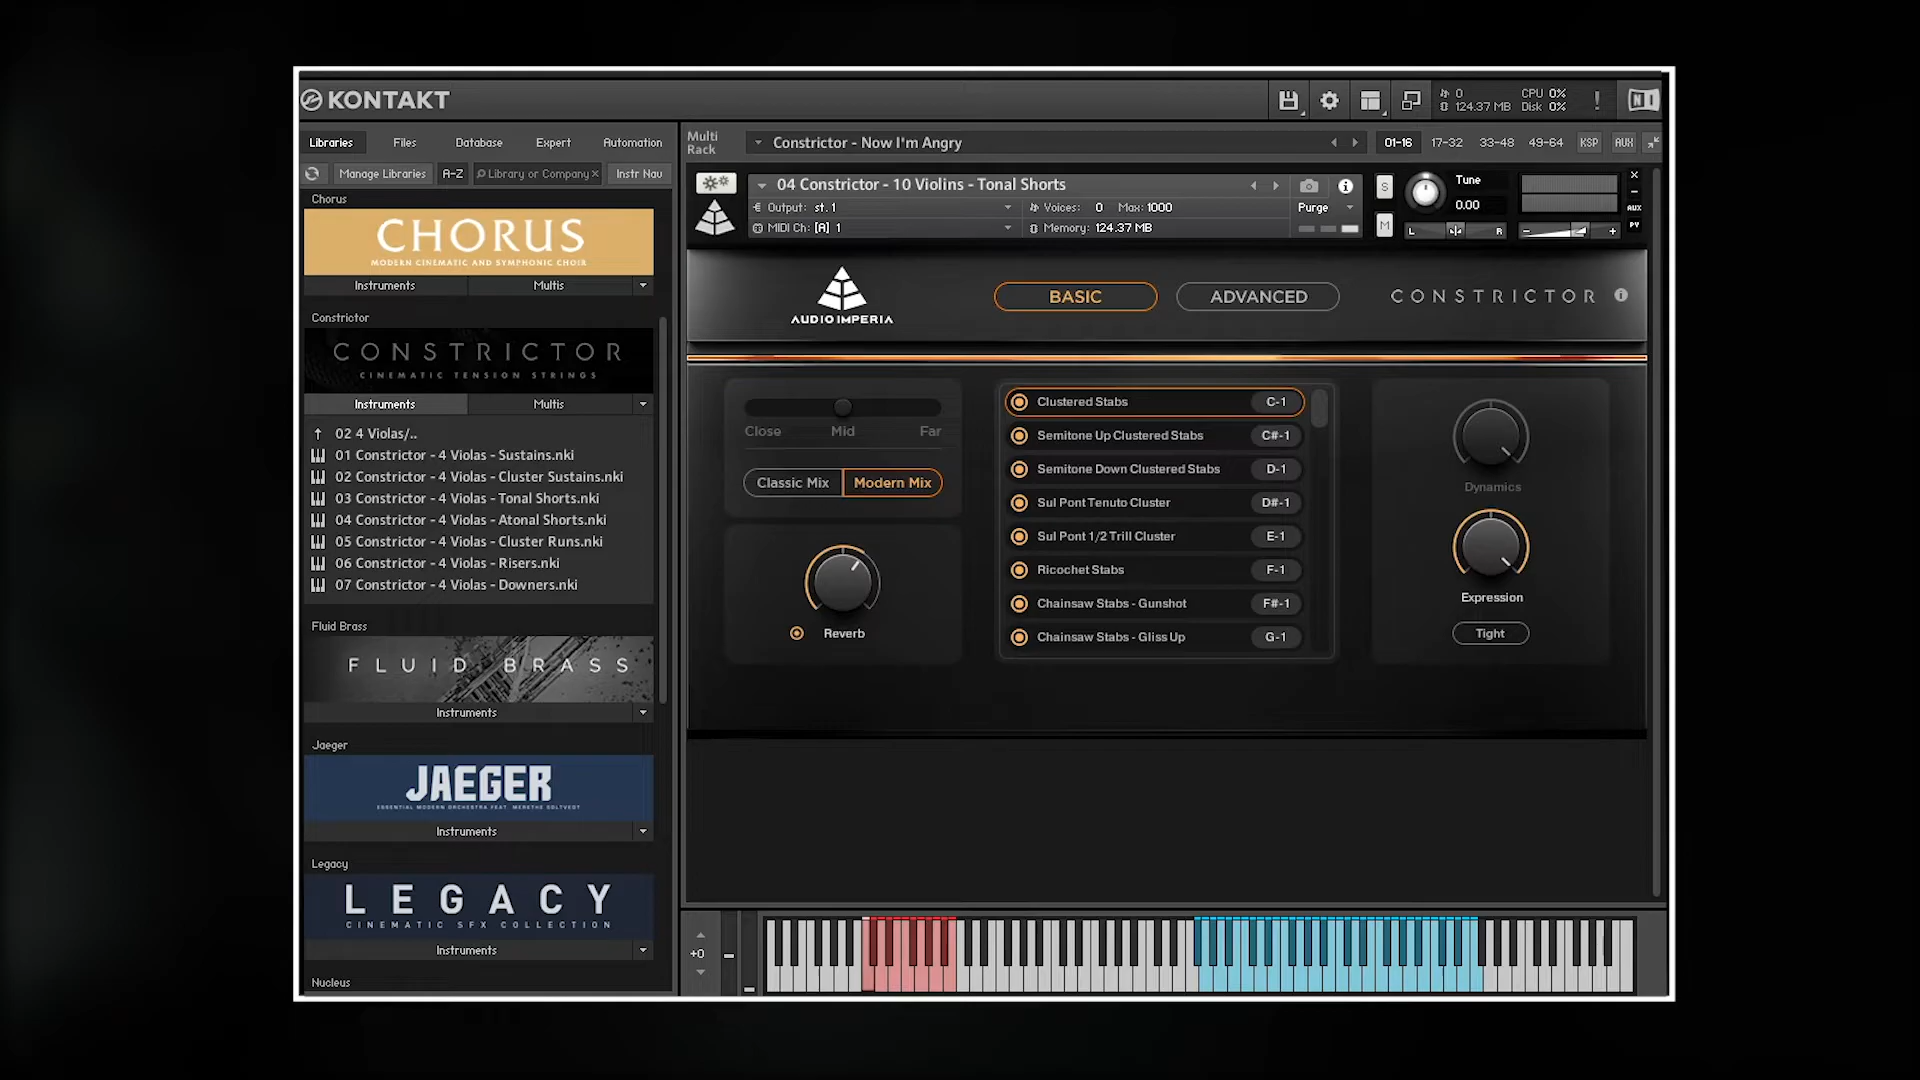 KONTAKT
0
124.37 MB
CPU 0%
Disk 0%
!
NI
Libraries
Files
Database
Expert
Automation
Manage Libraries
A-Z
Library or Company
Instr Nav
Chorus
CHORUS
MODERN CINEMATIC AND SYMPHONIC CHOIR
Instruments
Multis
Constrictor
CONSTRICTOR
CINEMATIC TENSION STRINGS
Instruments
Multis
02 4 Violas/..
01 Constrictor - 4 Violas - Sustains.nki
02 Constrictor - 4 Violas - Cluster Sustains.nki
03 Constrictor - 4 Violas - Tonal Shorts.nki
04 Constrictor - 4 Violas - Atonal Shorts.nki
05 Constrictor - 4 Violas - Cluster Runs.nki
06 Constrictor - 4 Violas - Risers.nki
07 Constrictor - 4 Violas - Downers.nki
Fluid Brass
FLUID BRASS
Instruments
Jaeger
JAEGER
ESSENTIAL MODERN ORCHESTRA FEAT. MERETHE SOLTVEDT
Instruments
Legacy
LEGACY
CINEMATIC SFX COLLECTION
Instruments
Nucleus
Multi
Rack
Constrictor - Now I'm Angry
01-16
17-32
33-48
49-64
KSP
AUX
04 Constrictor - 10 Violins - Tonal Shorts
Output: st. 1
Voices: 0 Max: 1000
Purge
MIDI Ch: [A] 1
Memory: 124.37 MB
S
M
Tune
0.00
L
R
AUX
PV
AUDIO IMPERIA
BASIC
ADVANCED
CONSTRICTOR
Close
Mid
Far
Classic Mix
Modern Mix
Reverb
Clustered Stabs C-1
Semitone Up Clustered Stabs C#-1
Semitone Down Clustered Stabs D-1
Sul Pont Tenuto Cluster D#-1
Sul Pont 1/2 Trill Cluster E-1
Ricochet Stabs F-1
Chainsaw Stabs - Gunshot F#-1
Chainsaw Stabs - Gliss Up G-1
Dynamics
Expression
Tight
+0